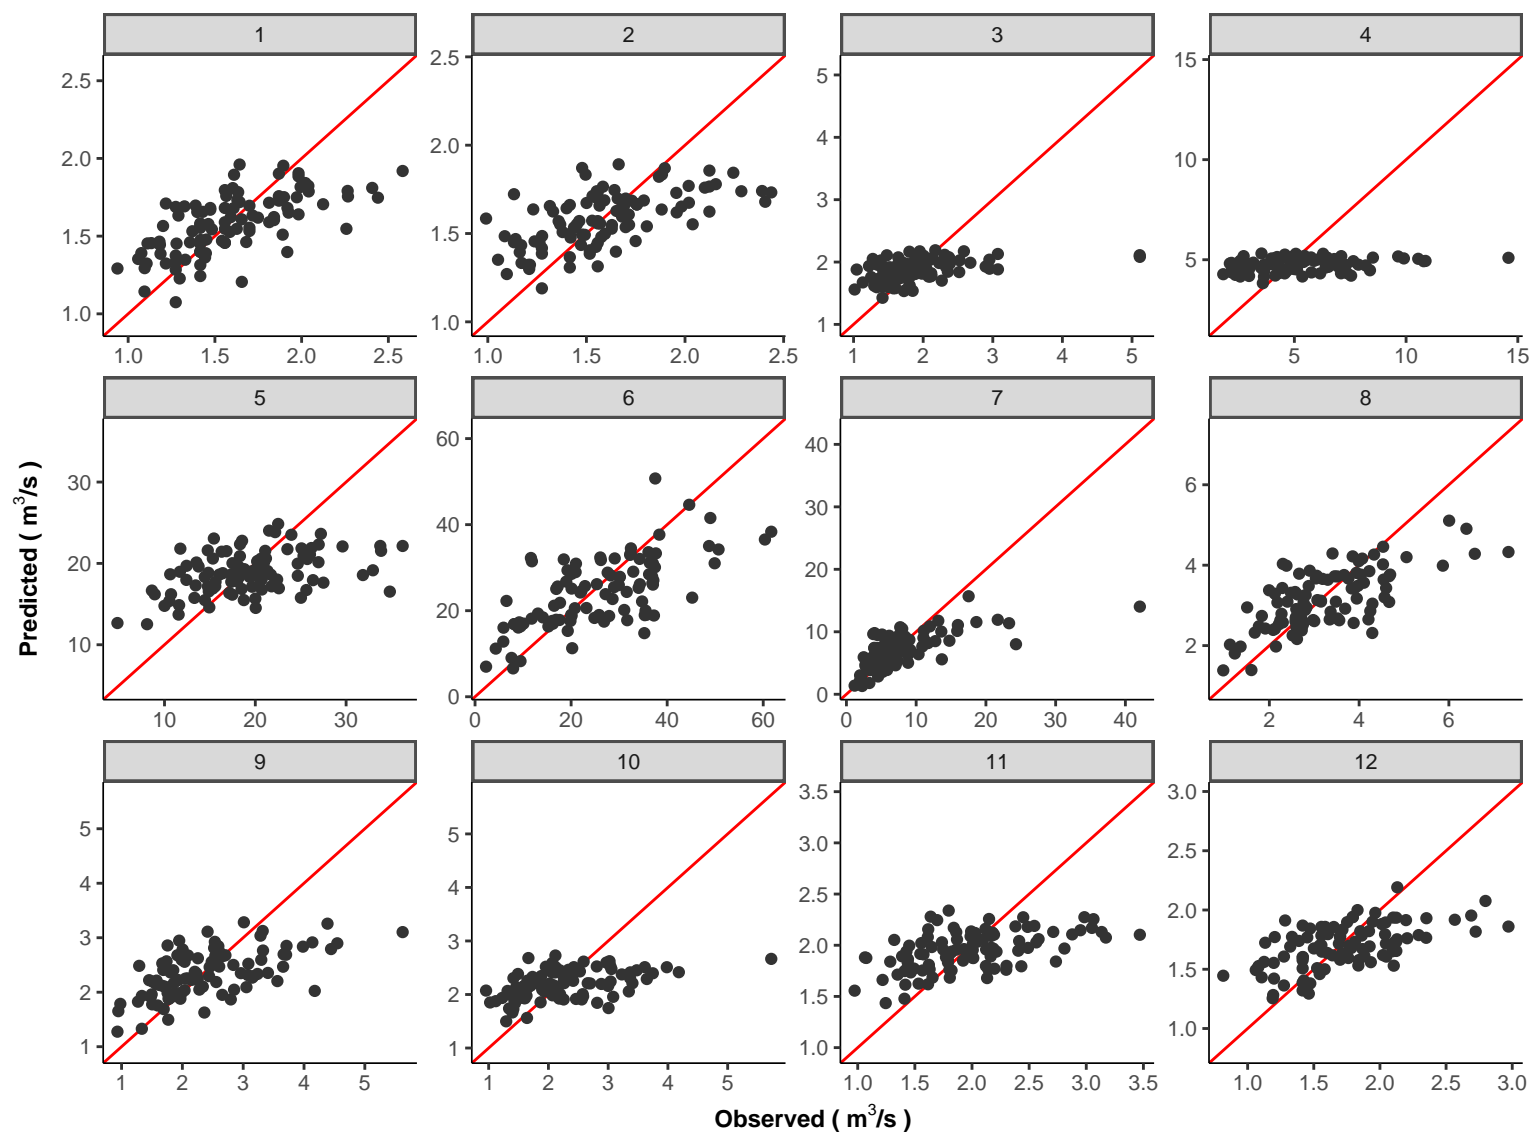 1 2 3 4
2.5 2.0 1.5 1.0
2.5 2.0 1.5 1.0
5 4 3 2 1
15 10 5
1.0 1.5 2.0 2.5
1.0 1.5 2.0 2.5
1 2 3 4 5
5 10 15
5 6 7 8
30 20 10
60 40 20 0
40 30 20 10 0
6 4 2
10 20 30
0 20 40 60
0 10 20 30 40
2 4 6
9 10 11 12
5 4 3 2 1
5 4 3 2 1
3.5 3.0 2.5 2.0 1.5 1.0
3.0 2.5 2.0 1.5 1.0
1 2 3 4 5
1 2 3 4 5
1.0 1.5 2.0 2.5 3.0 3.5
1.0 1.5 2.0 2.5 3.0
Predicted ( m³/s )
Observed ( m³/s )